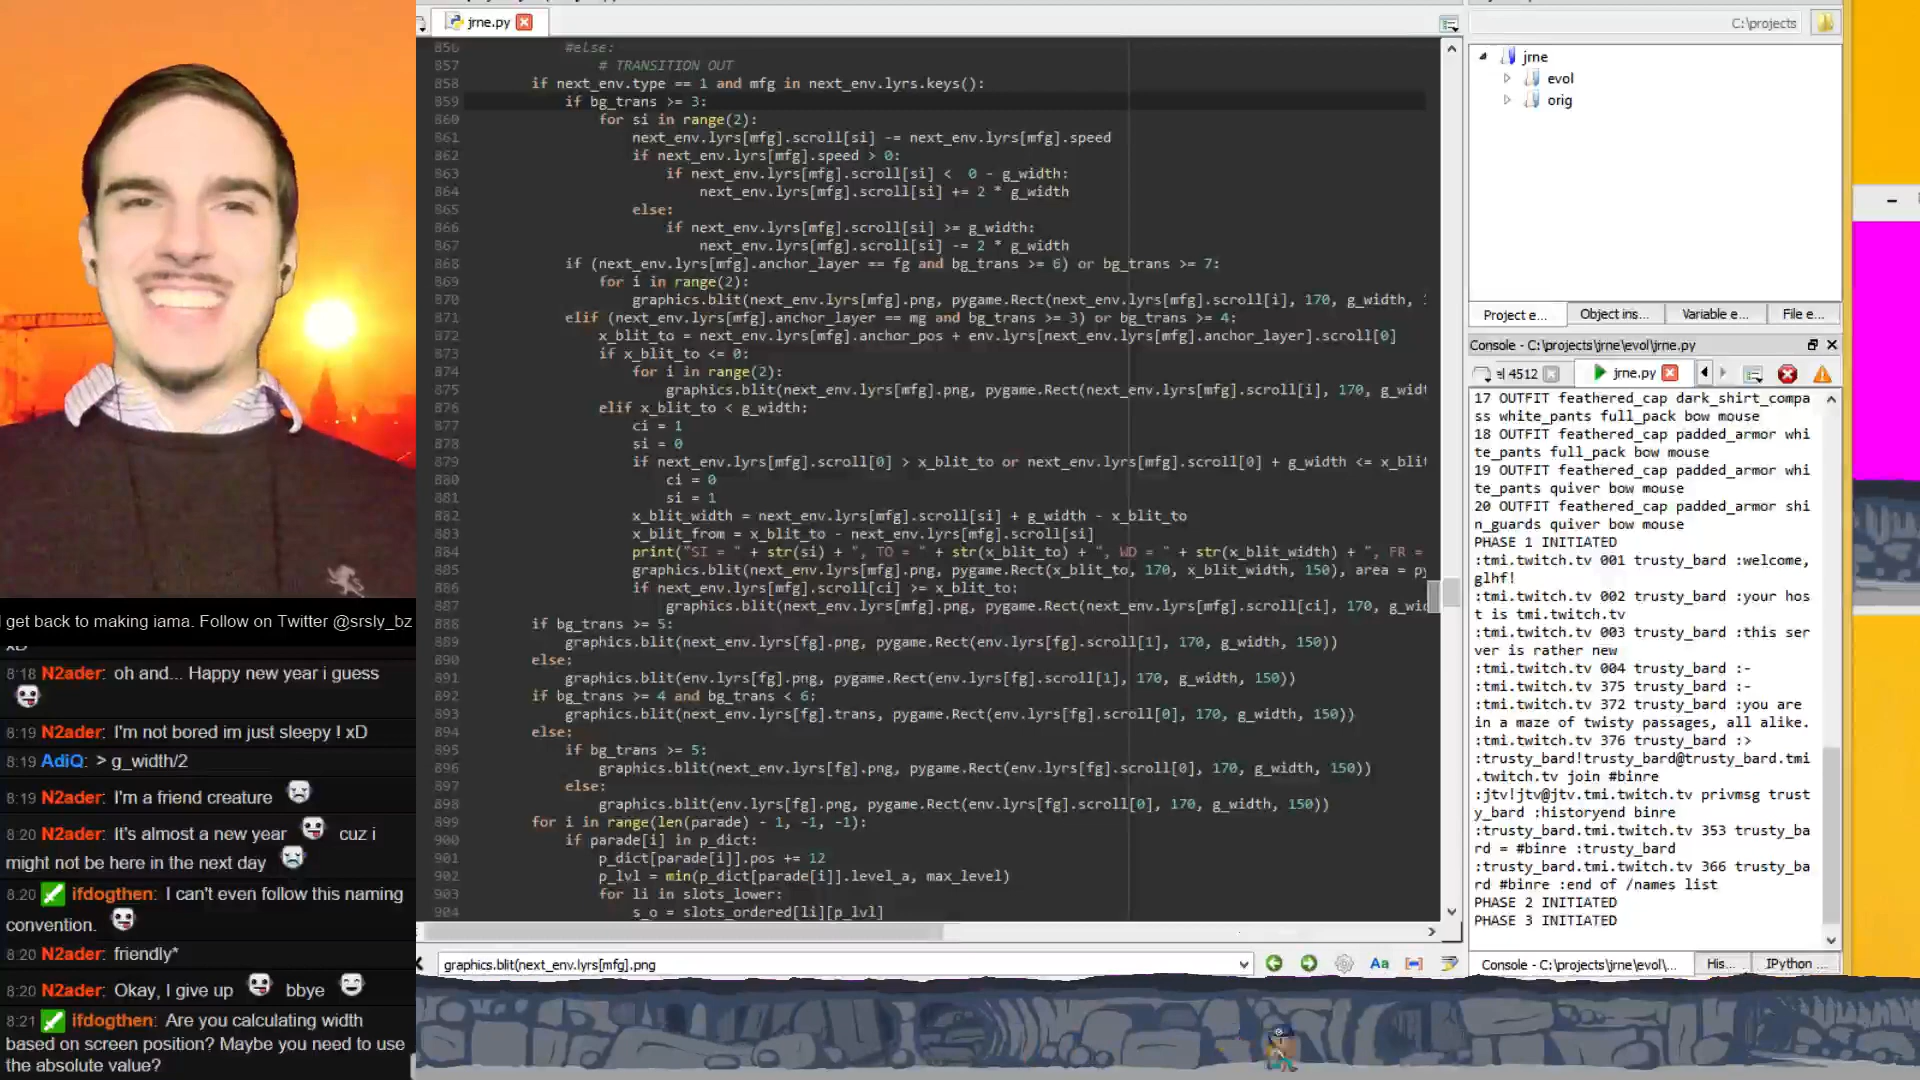 I get back to making iama. Follow on Twitter @srsly_bz
8:18 N2ader: oh and... Happy new year i guess
8:19 N2ader: I'm not bored im just sleepy ! xD
8:19 AdiQ: > g_width/2
8:19 N2ader: I'm a friend creature
8:20 N2ader: It's almost a new year cuz i
might not be here in the next day
8:20 ifdogthen: I can't even follow this naming
convention.
8:20 N2ader: friendly*
8:20 N2ader: Okay, I give up bbye
8:21 ifdogthen: Are you calculating width
based on screen position? Maybe you need to use
the absolute value?
jrne.py
856 #else:
857 # TRANSITION OUT
858 if next_env.type == 1 and mfg in next_env.lyrs.keys():
859 if bg_trans >= 3:
860 for si in range(2):
861 next_env.lyrs[mfg].scroll[si] -= next_env.lyrs[mfg].speed
862 if next_env.lyrs[mfg].speed > 0:
863 if next_env.lyrs[mfg].scroll[si] <  0 - g_width:
864 next_env.lyrs[mfg].scroll[si] += 2 * g_width
865 else:
866 if next_env.lyrs[mfg].scroll[si] >= g_width:
867 next_env.lyrs[mfg].scroll[si] -= 2 * g_width
868 if (next_env.lyrs[mfg].anchor_layer == fg and bg_trans >= 6) or bg_trans >= 7:
869 for i in range(2):
870 graphics.blit(next_env.lyrs[mfg].png, pygame.Rect(next_env.lyrs[mfg].scroll[i], 170, g_width,
871 elif (next_env.lyrs[mfg].anchor_layer == mg and bg_trans >= 3) or bg_trans >= 4:
872 x_blit_to = next_env.lyrs[mfg].anchor_pos + env.lyrs[next_env.lyrs[mfg].anchor_layer].scroll[0]
873 if x_blit_to <= 0:
874 for i in range(2):
875 graphics.blit(next_env.lyrs[mfg].png, pygame.Rect(next_env.lyrs[mfg].scroll[i], 170, g_widt
876 elif x_blit_to < g_width:
877 ci = 1
878 si = 0
879 if next_env.lyrs[mfg].scroll[0] > x_blit_to or next_env.lyrs[mfg].scroll[0] + g_width <= x_blit
880 ci = 0
881 si = 1
882 x_blit_width = next_env.lyrs[mfg].scroll[si] + g_width - x_blit_to
883 x_blit_from = x_blit_to - next_env.lyrs[mfg].scroll[si]
884 print("SI = " + str(si) + ", TO = " + str(x_blit_to) + ", WD = " + str(x_blit_width) + ", FR =
885 graphics.blit(next_env.lyrs[mfg].png, pygame.Rect(x_blit_to, 170, x_blit_width, 150), area = py
886 if next_env.lyrs[mfg].scroll[ci] >= x_blit_to:
887 graphics.blit(next_env.lyrs[mfg].png, pygame.Rect(next_env.lyrs[mfg].scroll[ci], 170, g_wid
888 if bg_trans >= 5:
889 graphics.blit(next_env.lyrs[fg].png, pygame.Rect(next_env.lyrs[fg].scroll[1], 170, g_width, 150))
890 else:
891 graphics.blit(env.lyrs[fg].png, pygame.Rect(env.lyrs[fg].scroll[1], 170, g_width, 150))
892 if bg_trans >= 4 and bg_trans < 6:
893 graphics.blit(next_env.lyrs[fg].trans, pygame.Rect(env.lyrs[fg].scroll[0], 170, g_width, 150))
894 else:
895 if bg_trans >= 5:
896 graphics.blit(next_env.lyrs[fg].png, pygame.Rect(env.lyrs[fg].scroll[0], 170, g_width, 150))
897 else:
898 graphics.blit(env.lyrs[fg].png, pygame.Rect(env.lyrs[fg].scroll[0], 170, g_width, 150))
899 for i in range(len(parade) - 1, -1, -1):
900 if parade[i] in p_dict:
901 p_dict[parade[i]].pos += 12
902 p_lvl = min(p_dict[parade[i]].level_a, max_level)
903 for li in slots_lower:
904 s_o = slots_ordered[li][p_lvl]
graphics.blit(next_env.lyrs[mfg].png
Aa
C:\projects
jrne
evol
orig
Project e... Object ins... Variable e... File e...
Console - C:\projects\jrne\evol\jrne.py
el 4512 jrne.py
17 OUTFIT feathered_cap dark_shirt_compa
ss white_pants full_pack bow mouse
18 OUTFIT feathered_cap padded_armor whi
te_pants full_pack bow mouse
19 OUTFIT feathered_cap padded_armor whi
te_pants quiver bow mouse
20 OUTFIT feathered_cap padded_armor shi
n_guards quiver bow mouse
PHASE 1 INITIATED
:tmi.twitch.tv 001 trusty_bard :welcome,
glhf!
:tmi.twitch.tv 002 trusty_bard :your hos
t is tmi.twitch.tv
:tmi.twitch.tv 003 trusty_bard :this ser
ver is rather new
:tmi.twitch.tv 004 trusty_bard :-
:tmi.twitch.tv 375 trusty_bard :-
:tmi.twitch.tv 372 trusty_bard :you are
in a maze of twisty passages, all alike.
:tmi.twitch.tv 376 trusty_bard :>
:trusty_bard!trusty_bard@trusty_bard.tmi
.twitch.tv join #binre
:jtv!jtv@jtv.tmi.twitch.tv privmsg trust
y_bard :historyend binre
:trusty_bard.tmi.twitch.tv 353 trusty_ba
rd = #binre :trusty_bard
:trusty_bard.tmi.twitch.tv 366 trusty_ba
rd #binre :end of /names list
PHASE 2 INITIATED
PHASE 3 INITIATED
Console - C:\projects\jrne\evol\... His... IPython ...